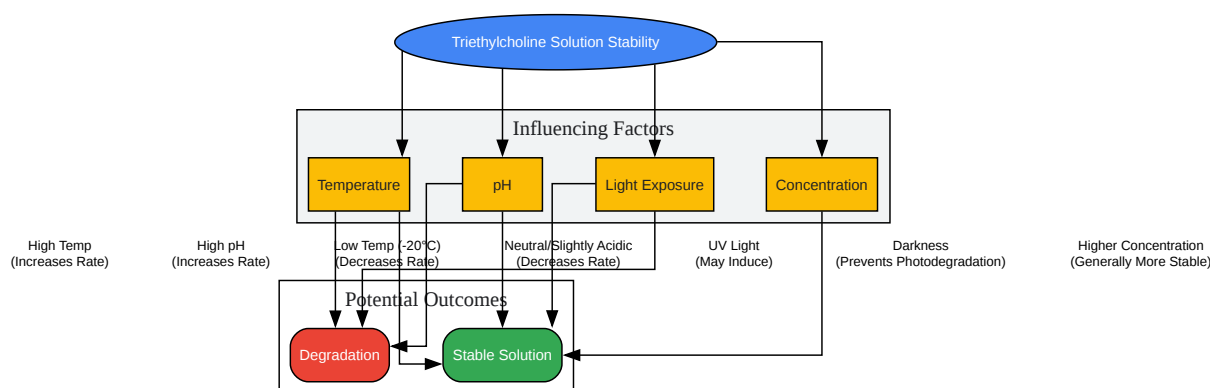 Triethylcholine Solution Stability
Influencing Factors
Temperature
pH
Light Exposure
Concentration
High Temp
(Increases Rate)
High pH
(Increases Rate)
Low Temp (-20°C)
(Decreases Rate)
Neutral/Slightly Acidic
(Decreases Rate)
UV Light
(May Induce)
Darkness
(Prevents Photodegradation)
Higher Concentration
(Generally More Stable)
Potential Outcomes
Degradation
Stable Solution